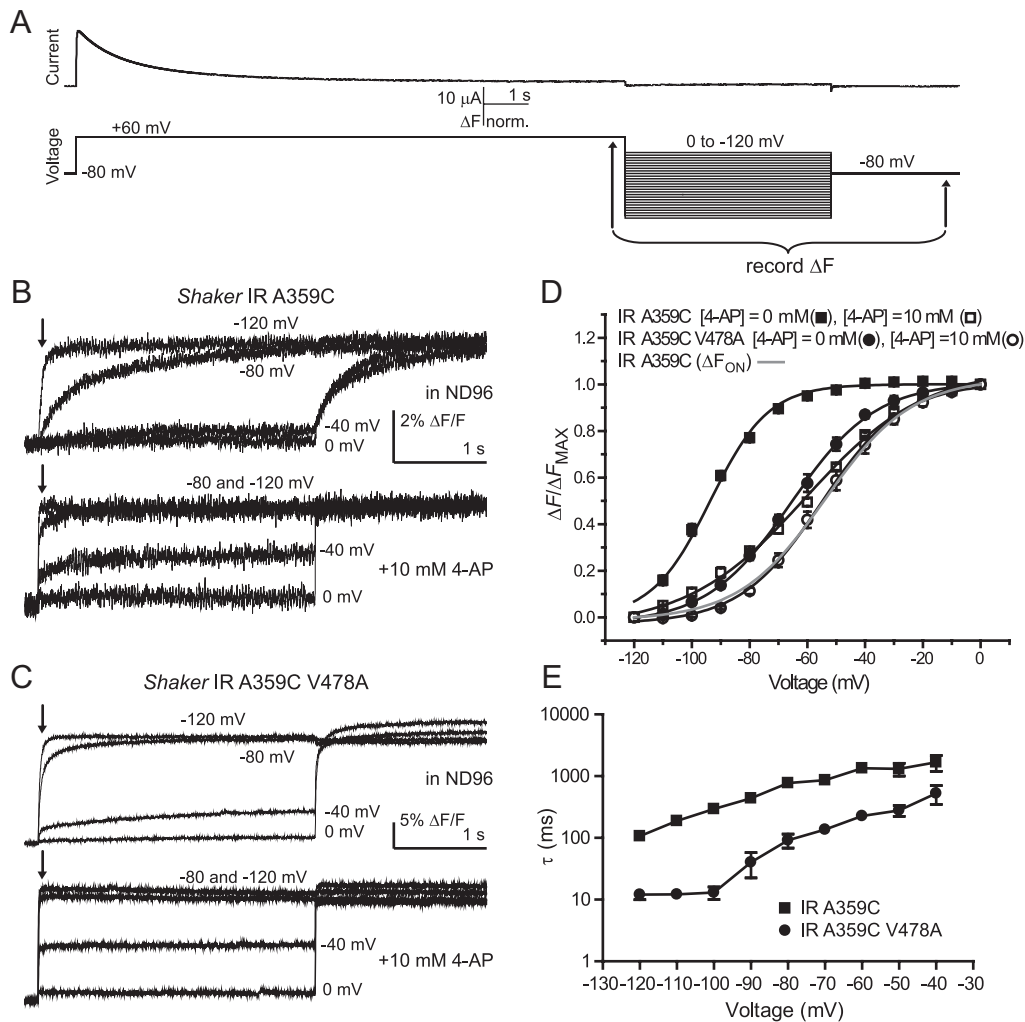 A
Current
10 µA
1 s
ΔF
norm.
Voltage
+60 mV
-80 mV
0 to -120 mV
-80 mV
record ΔF
B
Shaker IR A359C
-120 mV
-80 mV
in ND96
-40 mV
0 mV
2% ΔF/F
1 s
-80 and -120 mV
-40 mV
+10 mM 4-AP
0 mV
C
Shaker IR A359C V478A
-120 mV
-80 mV
in ND96
-40 mV
0 mV
5% ΔF/F
1 s
-80 and -120 mV
-40 mV
+10 mM 4-AP
0 mV
D
IR A359C [4-AP] = 0 mM(■), [4-AP] =10 mM (□)
IR A359C V478A [4-AP] = 0 mM(●), [4-AP] =10 mM(○)
IR A359C (ΔF_ON)
1.2
1.0
0.8
0.6
0.4
0.2
0.0
ΔF/ΔF_MAX
-120 -100 -80 -60 -40 -20 0
Voltage (mV)
E
10000
1000
100
10
1
τ (ms)
IR A359C
IR A359C V478A
-130 -120 -110 -100 -90 -80 -70 -60 -50 -40 -30
Voltage (mV)